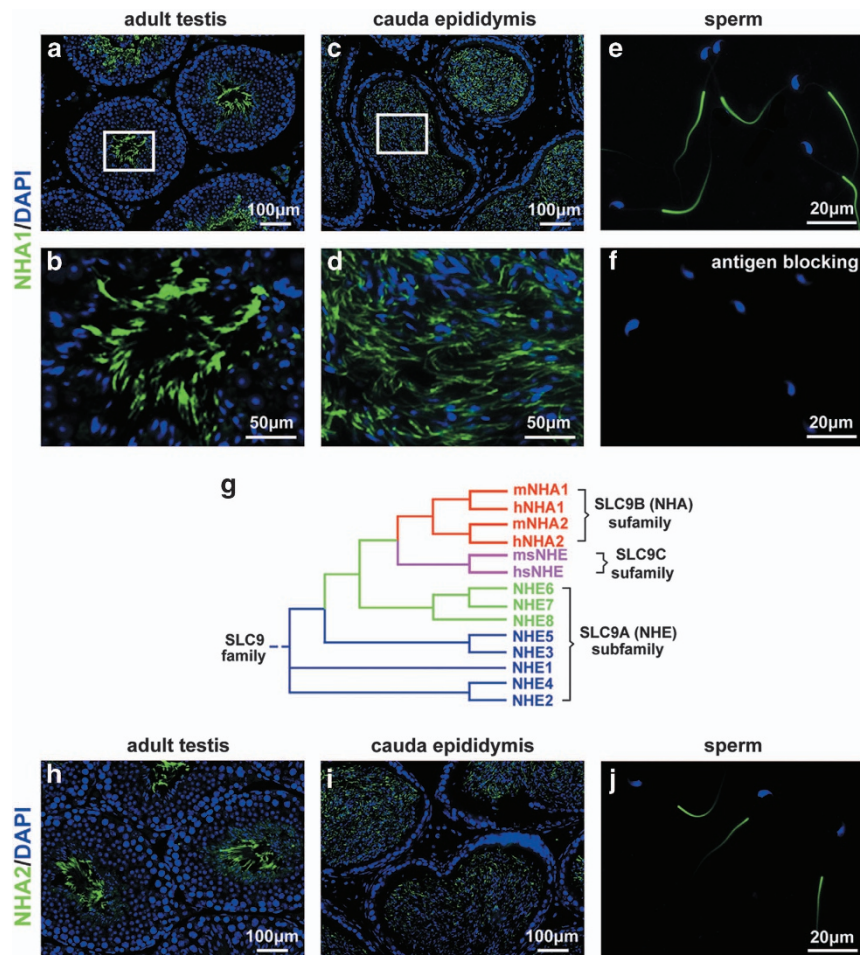 adult testis
cauda epididymis
sperm
NHA1/DAPI
a
c
e
100µm
100µm
20µm
b
d
f
antigen blocking
50µm
50µm
20µm
g
mNHA1
hNHA1
mNHA2
hNHA2
SLC9B (NHA)
sufamily
msNHE
hsNHE
SLC9C
sufamily
NHE6
NHE7
NHE8
NHE5
NHE3
NHE1
NHE4
NHE2
SLC9A (NHE)
subfamily
SLC9
family
adult testis
cauda epididymis
sperm
NHA2/DAPI
h
i
j
100µm
100µm
20µm